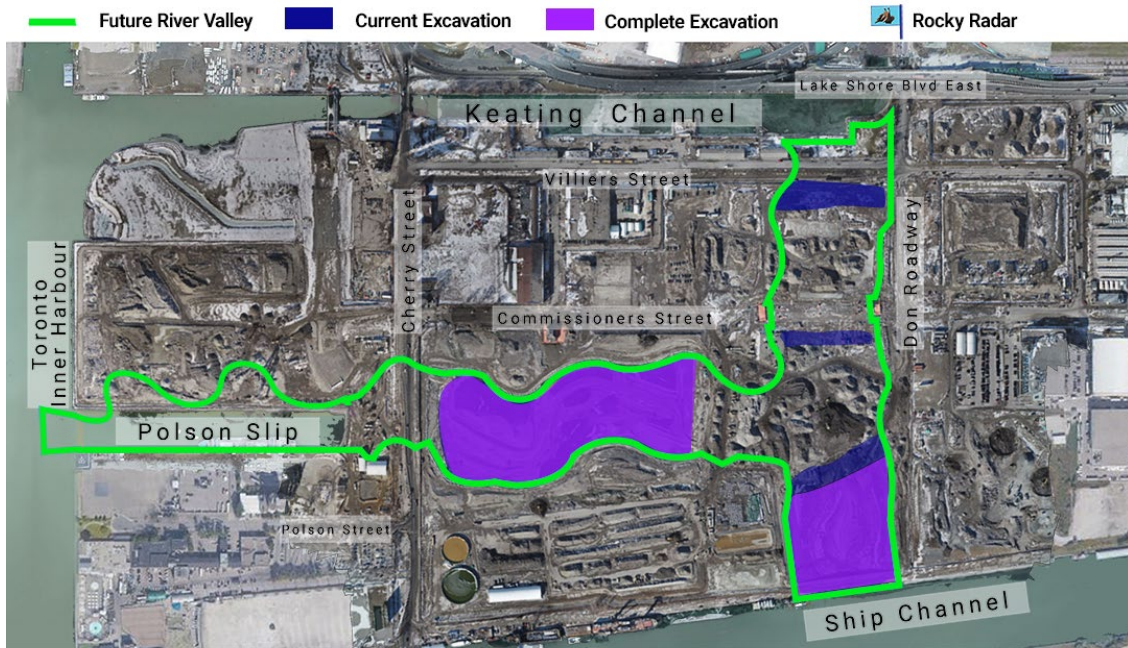 Future River Valley
Current Excavation
Complete Excavation
Rocky Radar
Lake Shore Blvd East
Keating Channel
Villiers Street
Cherry Street
Don Roadway
Toronto
Inner Harbour
Commissioners Street
Polson Slip
Polson Street
Ship Channel